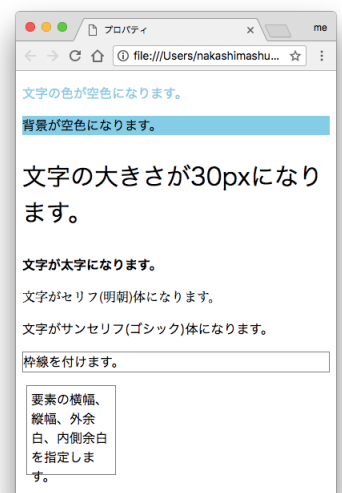 プロパティ
me
file:///Users/nakashimashu...
文字の色が空色になります。
背景が空色になります。
文字の大きさが30pxになり
ます。
文字が太字になります。
文字がセリフ(明朝)体になります。
文字がサンセリフ(ゴシック)体になります。
枠線を付けます。
要素の横幅、
縦幅、外余
白、内側余白
を指定しま
す。